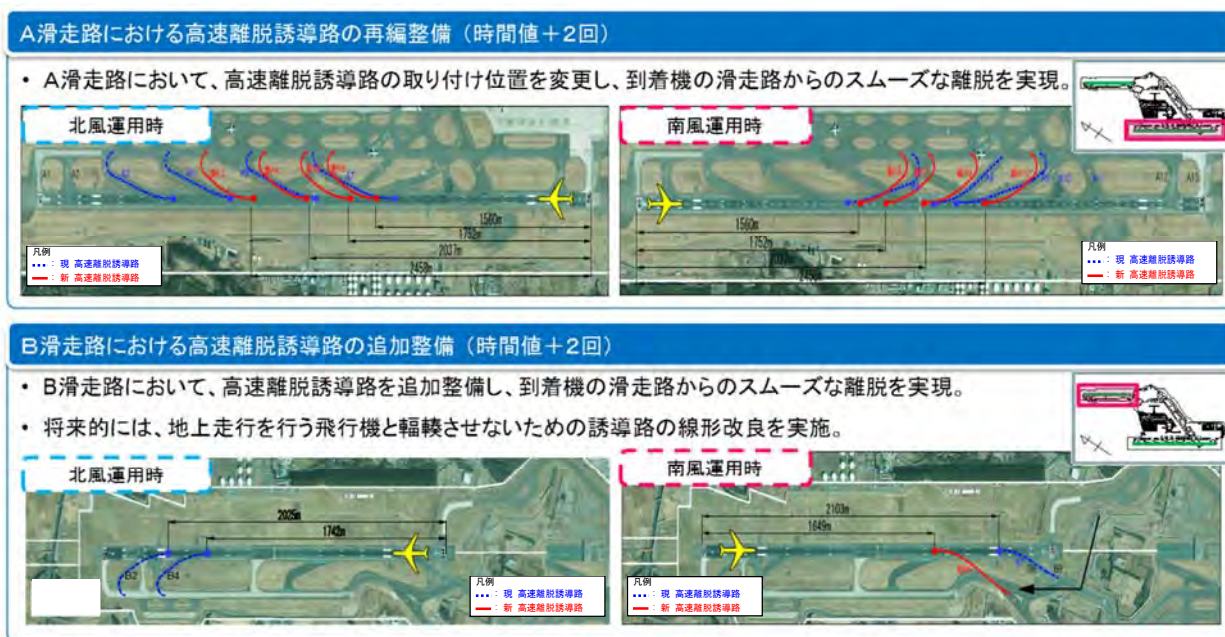 A滑走路における高速離脱誘導路の再編整備（時間値＋2回）
・ A滑走路において、高速離脱誘導路の取り付け位置を変更し、到着機の滑走路からのスムーズな離脱を実現。
北風運用時
A1
A2
1560m
1752m
2037m
2458m
凡例
：現 高速離脱誘導路
：新 高速離脱誘導路
南風運用時
A12
A13
1560m
1752m
凡例
：現 高速離脱誘導路
：新 高速離脱誘導路
B滑走路における高速離脱誘導路の追加整備（時間値＋2回）
・ B滑走路において、高速離脱誘導路を追加整備し、到着機の滑走路からのスムーズな離脱を実現。
・ 将来的には、地上走行を行う飛行機と輻輳させないための誘導路の線形改良を実施。
北風運用時
2025m
1742m
B2
B4
凡例
：現 高速離脱誘導路
：新 高速離脱誘導路
南風運用時
2103m
1649m
凡例
：現 高速離脱誘導路
：新 高速離脱誘導路